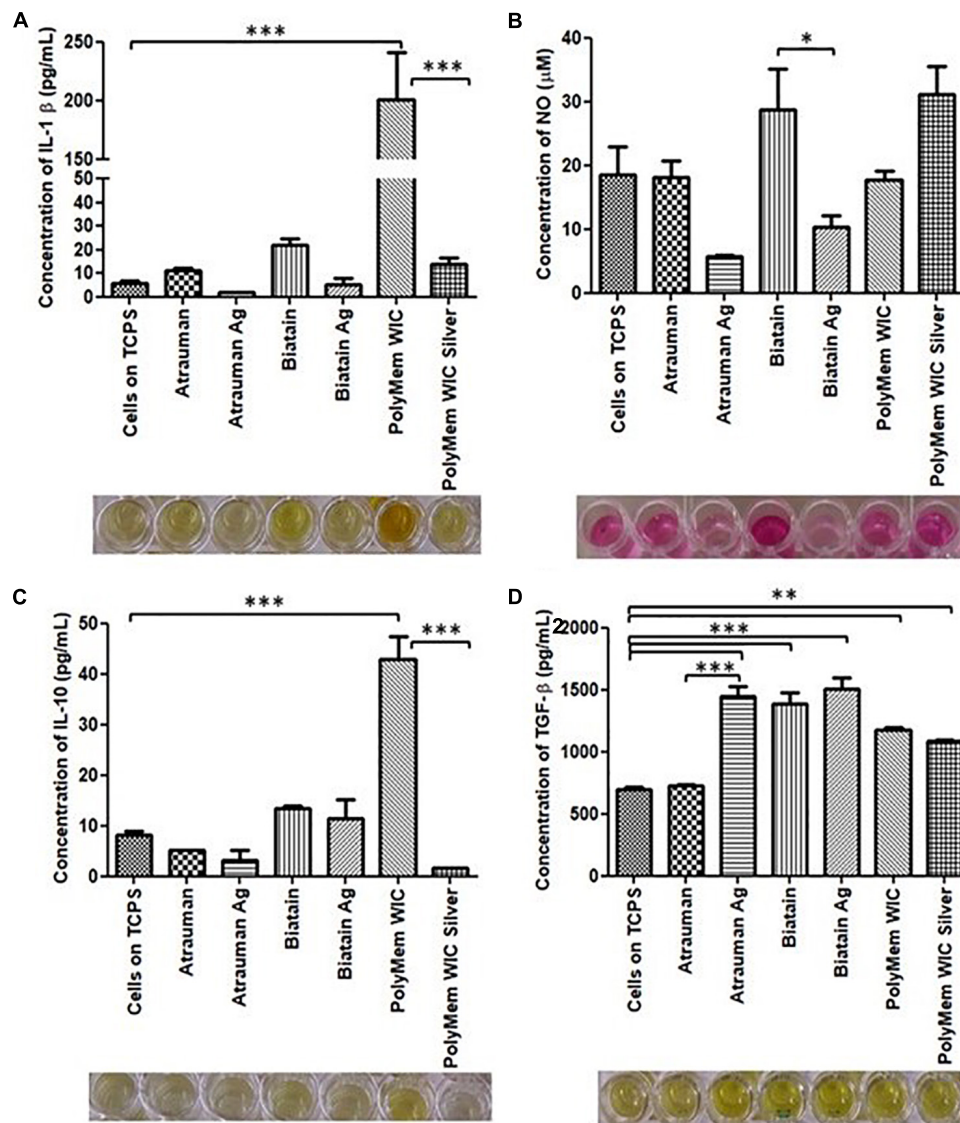 A
Concentration of IL-1 β (pg/mL)
250
200
150
50
40
30
20
10
0
***
***
Cells on TCPS
Atrauman
Atrauman Ag
Biatain
Biatain Ag
PolyMem WIC
PolyMem WIC Silver
B
Concentration of NO (μM)
40
30
20
10
0
*
Cells on TCPS
Atrauman
Atrauman Ag
Biatain
Biatain Ag
PolyMem WIC
PolyMem WIC Silver
C
Concentration of IL-10 (pg/mL)
50
40
30
20
10
0
***
***
Cells on TCPS
Atrauman
Atrauman Ag
Biatain
Biatain Ag
PolyMem WIC
PolyMem WIC Silver
D
Concentration of TGF-β (pg/mL)
2
2000
1500
1000
500
0
**
***
***
Cells on TCPS
Atrauman
Atrauman Ag
Biatain
Biatain Ag
PolyMem WIC
PolyMem WIC Silver